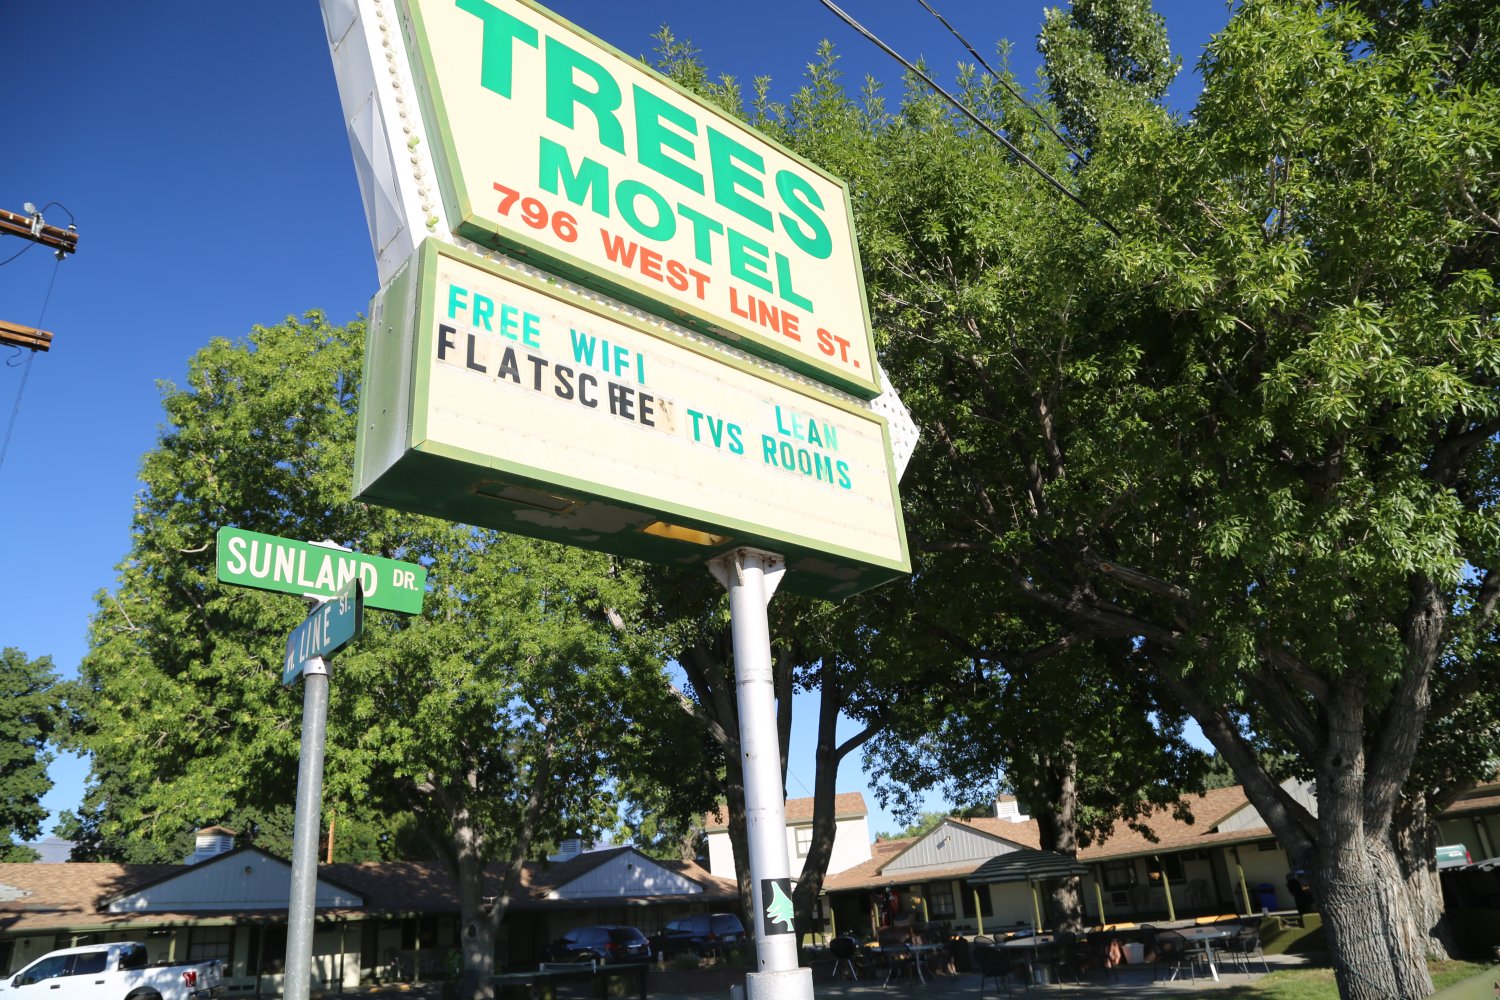 TREES
MOTEL
796 WEST LINE ST.
FREE WIFI
FLATSCREE TVS
LEAN
ROOMS
SUNLAND DR.
W. LINE ST.